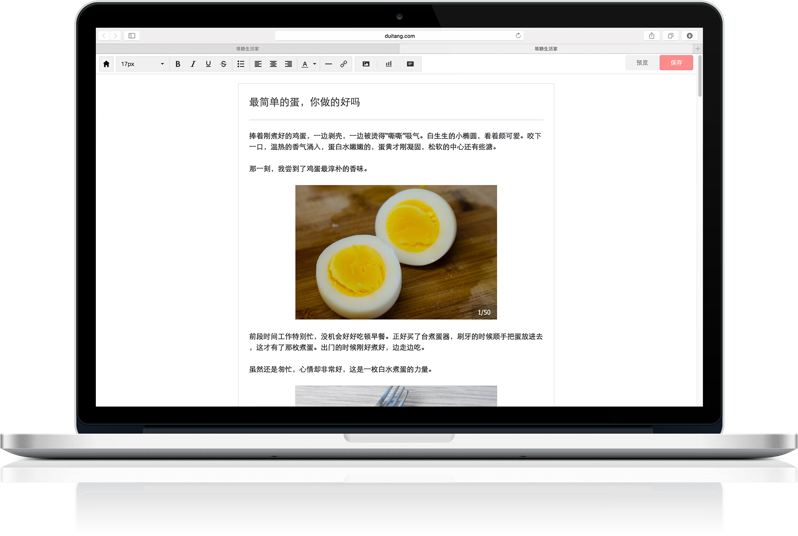 duitang.com
堆糖生活家
堆糖生活家
17px
B I U S A
预览
保存
最简单的蛋，你做的好吗
捧着刚煮好的鸡蛋，一边剥壳，一边被烫得“嘶嘶”吸气。白生生的小椭圆，看着颇可爱。咬下
一口，温热的香气涌入，蛋白水嫩嫩的，蛋黄才刚凝固，松软的中心还有些溏。
那一刻，我尝到了鸡蛋最淳朴的香味。
1/50
前段时间工作特别忙，没机会好好吃顿早餐。正好买了台煮蛋器，刷牙的时候顺手把蛋放进去
，这才有了那枚煮蛋。出门的时候刚好煮好，边走边吃。
虽然还是匆忙，心情却非常好，这是一枚白水煮蛋的力量。